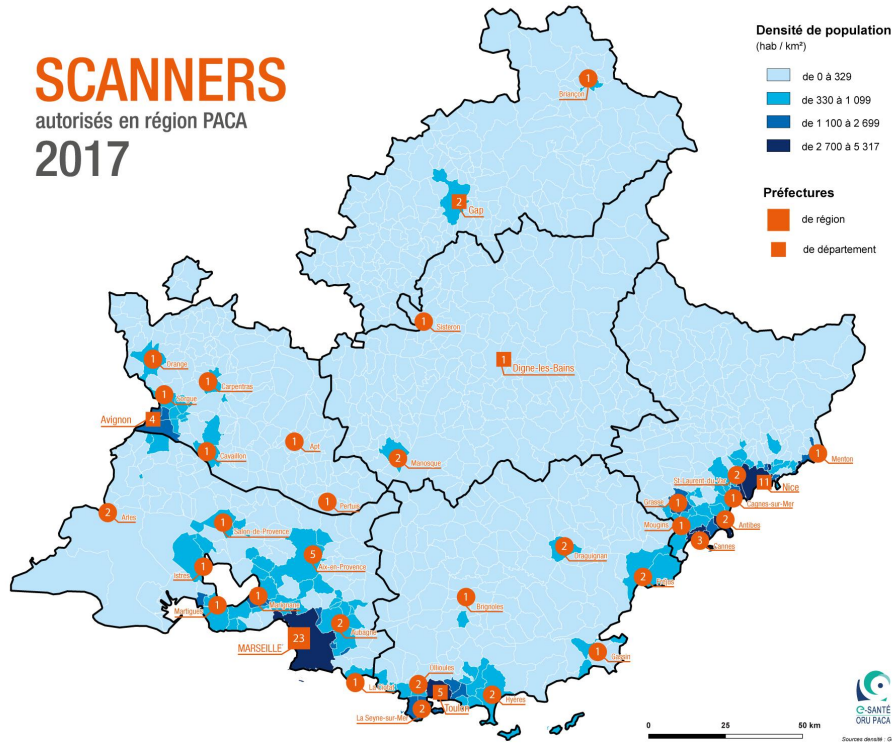 SCANNERS
autorisés en région PACA
2017
Densité de population
(hab / km²)
de 0 à 329
de 330 à 1 099
de 1 100 à 2 699
de 2 700 à 5 317
Préfectures
de région
de département
1
Briançon
2
Gap
1
Sisteron
1
Digne-les-Bains
1
Orange
1
Carpentras
1
Avignon
4
1
Cavaillon
1
Apt
2
Manosque
1
Pertuis
1
Arles
1
Salon-de-Provence
5
Aix-en-Provence
1
Istres
1
Martigues
1
Marignane
2
Aubagne
MARSEILLE
23
1
La Ciotat
Ollioules
2
5
Toulon
La Seyne-sur-Mer
2
2
Hyères
1
Brignoles
2
Draguignan
2
Fréjus
1
Gassin
1
Menton
St-Laurent-du-Var
2
11
Nice
Grasse
1
1
Cagnes-sur-Mer
Mougins
1
2
Antibes
3
Cannes
0 25 50 km
e-SANTÉ
ORU PACA
Sources densité : G